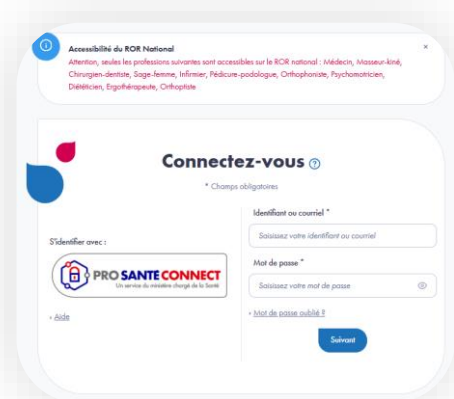 Accessibilité du ROR National
×
Attention, seules les professions suivantes sont accessibles sur le ROR national : Médecin, Masseur-kiné,
Chirurgien-dentiste, Sage-femme, Infirmier, Pédicure-podologue, Orthophoniste, Psychomotricien,
Diététicien, Ergothérapeute, Orthoptiste
Connectez-vous ?
* Champs obligatoires
S'identifier avec :
PRO SANTE CONNECT
Un service du ministère chargé de la Santé
› Aide
Identifiant ou courriel *
Saisissez votre identifiant ou courriel
Mot de passe *
Saisissez votre mot de passe
› Mot de passe oublié ?
Suivant